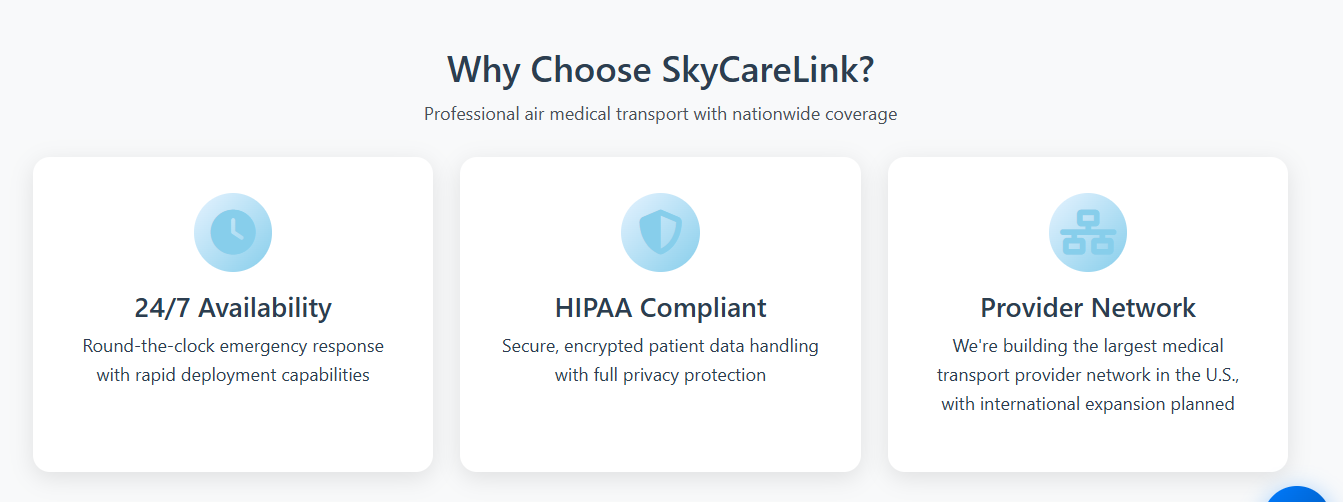 Why Choose SkyCareLink?
Professional air medical transport with nationwide coverage
24/7 Availability
Round-the-clock emergency response
with rapid deployment capabilities
HIPAA Compliant
Secure, encrypted patient data handling
with full privacy protection
Provider Network
We're building the largest medical
transport provider network in the U.S.,
with international expansion planned